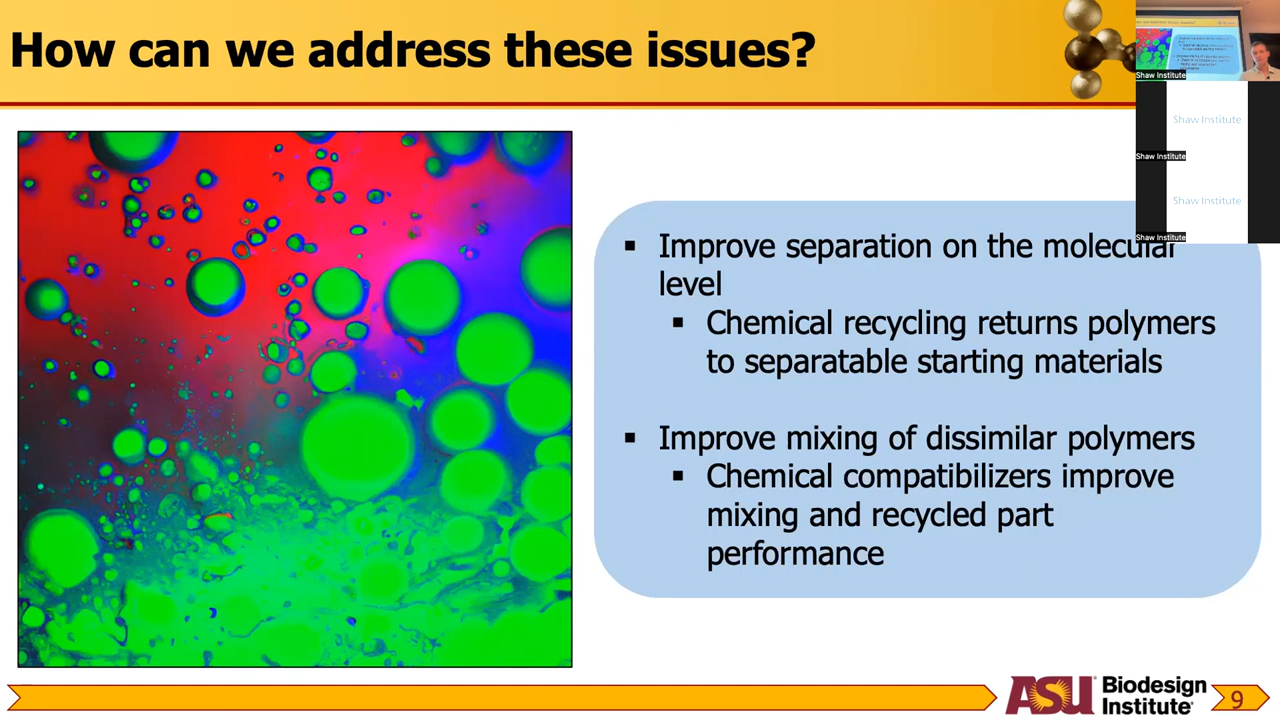 How can we address these issues?
Shaw Institute
Shaw Institute
Shaw Institute
Shaw Institute
Shaw Institute
▪ Improve separation on the molecular
level
▪ Chemical recycling returns polymers
to separatable starting materials
▪ Improve mixing of dissimilar polymers
▪ Chemical compatibilizers improve
mixing and recycled part
performance
ASU Biodesign
Institute
9